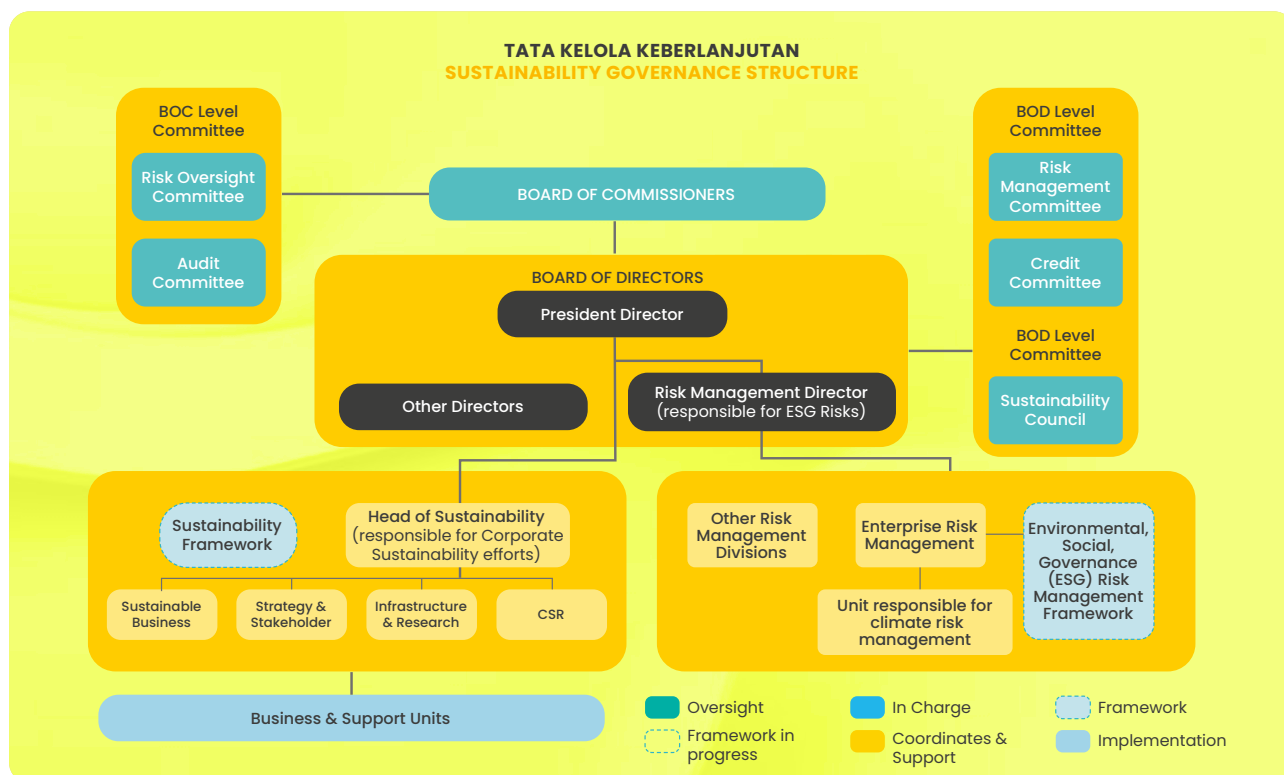 TATA KELOLA KEBERLANJUTAN
SUSTAINABILITY GOVERNANCE STRUCTURE
BOC Level
Committee
Risk Oversight
Committee
Audit
Committee
BOARD OF COMMISSIONERS
BOD Level
Committee
Risk
Management
Committee
Credit
Committee
BOD Level
Committee
Sustainability
Council
BOARD OF DIRECTORS
President Director
Other Directors
Risk Management Director
(responsible for ESG Risks)
Sustainability
Framework
Head of Sustainability
(responsible for Corporate
Sustainability efforts)
Sustainable
Business
Strategy &
Stakeholder
Infrastructure
& Research
CSR
Other Risk
Management
Divisions
Enterprise Risk
Management
Environmental,
Social,
Governance
(ESG) Risk
Management
Framework
Unit responsible for
climate risk
management
Business & Support Units
Oversight
In Charge
Framework
Framework in
progress
Coordinates &
Support
Implementation